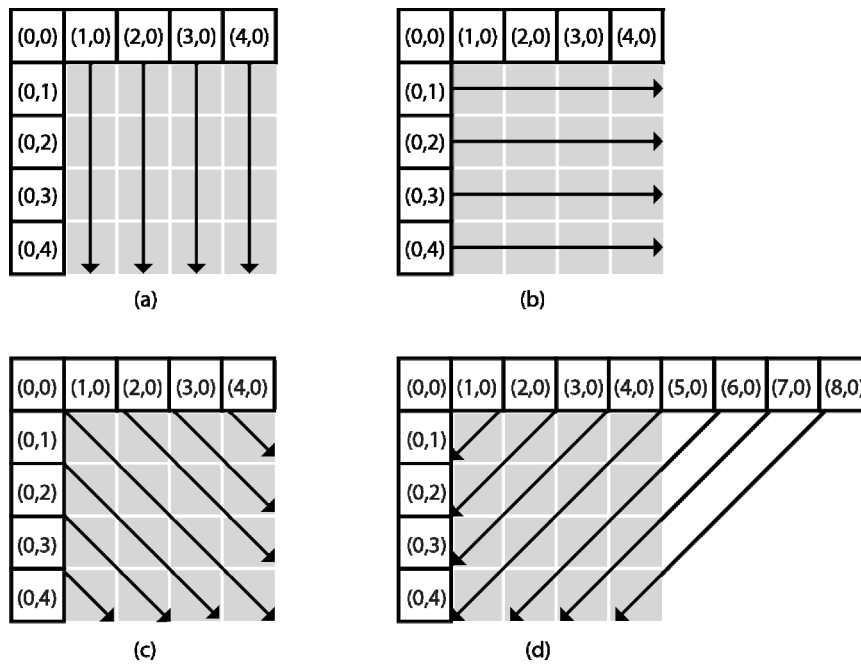 (0,0) (1,0) (2,0) (3,0) (4,0)
(0,1)
(0,2)
(0,3)
(0,4)
(a)
(0,0) (1,0) (2,0) (3,0) (4,0)
(0,1)
(0,2)
(0,3)
(0,4)
(b)
(0,0) (1,0) (2,0) (3,0) (4,0)
(0,1)
(0,2)
(0,3)
(0,4)
(c)
(0,0) (1,0) (2,0) (3,0) (4,0) (5,0) (6,0) (7,0) (8,0)
(0,1)
(0,2)
(0,3)
(0,4)
(d)